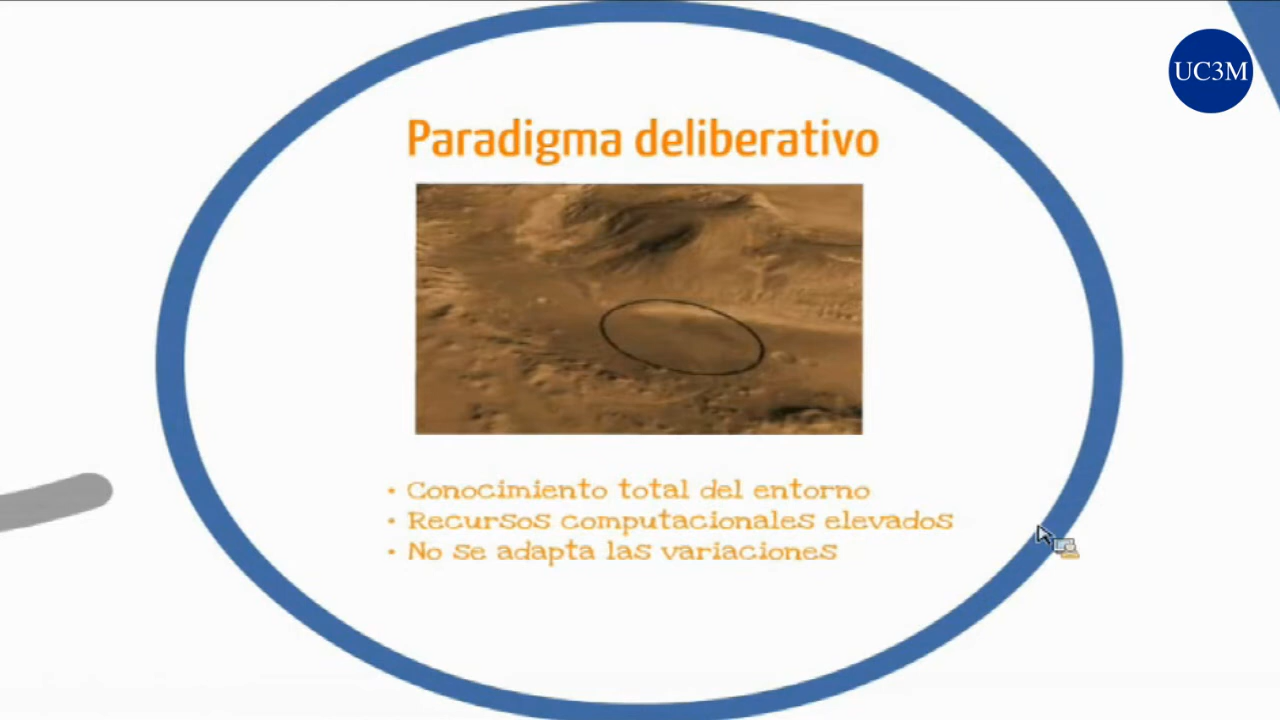 UC3M
Paradigma deliberativo
• Conocimiento total del entorno
• Recursos computacionales elevados
• No se adapta las variaciones